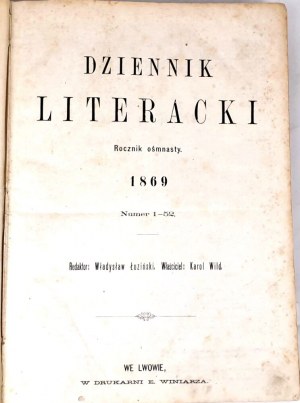 DZIENNIK
LITERACKI
Rocznik ośmnasty.
1869
Numer 1–52.
Redaktor: Władysław Łoziński. Właściciel: Karol Wild.
WE LWOWIE,
W DRUKARNI E. WINIARZA.